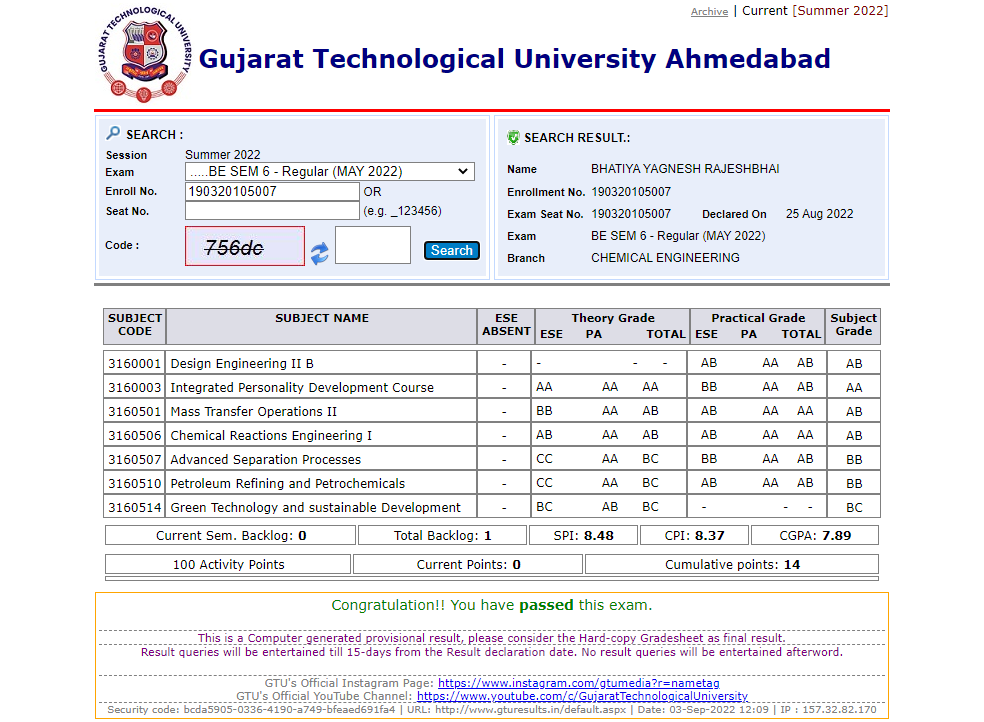 Archive | Current [Summer 2022]
GUJARAT TECHNOLOGICAL UNIVERSITY
Gujarat Technological University Ahmedabad
SEARCH :
Session Summer 2022
Exam .....BE SEM 6 - Regular (MAY 2022)
Enroll No. 190320105007 OR
Seat No. (e.g. _123456)
Code : 756dc Search
SEARCH RESULT.:
Name BHATIYA YAGNESH RAJESHBHAI
Enrollment No. 190320105007
Exam Seat No. 190320105007 Declared On 25 Aug 2022
Exam BE SEM 6 - Regular (MAY 2022)
Branch CHEMICAL ENGINEERING
SUBJECT CODE SUBJECT NAME ESE ABSENT Theory Grade ESE PA TOTAL Practical Grade ESE PA TOTAL Subject Grade
3160001 Design Engineering II B - - - - AB AA AB AB
3160003 Integrated Personality Development Course - AA AA AA BB AA AB AA
3160501 Mass Transfer Operations II - BB AA AB AB AA AA AB
3160506 Chemical Reactions Engineering I - AB AA AB AB AA AA AB
3160507 Advanced Separation Processes - CC AA BC BB AA AB BB
3160510 Petroleum Refining and Petrochemicals - CC AA BC AB AA AB BB
3160514 Green Technology and sustainable Development - BC AB BC - - - BC
Current Sem. Backlog: 0 Total Backlog: 1 SPI: 8.48 CPI: 8.37 CGPA: 7.89
100 Activity Points Current Points: 0 Cumulative points: 14
Congratulation!! You have passed this exam.
This is a Computer generated provisional result, please consider the Hard-copy Gradesheet as final result.
Result queries will be entertained till 15-days from the Result declaration date. No result queries will be entertained afterword.
GTU's Official Instagram Page: https://www.instagram.com/gtumedia?r=nametag
GTU's Official YouTube Channel: https://www.youtube.com/c/GujaratTechnologicalUniversity
Security code: bcda5905-0336-4190-a749-bfeaed691fa4 | URL: http://www.gturesults.in/default.aspx | Date: 03-Sep-2022 12:09 | IP : 157.32.82.170